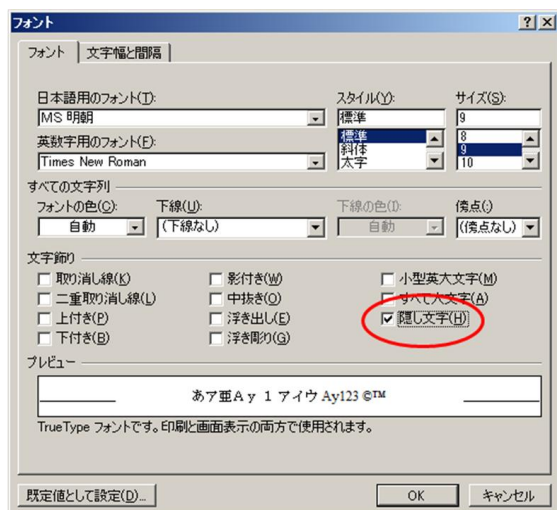 フォント
フォント 文字幅と間隔
日本語用のフォント(T): スタイル(Y): サイズ(S):
MS 明朝 標準 9
英数字用のフォント(F): 標準 8
Times New Roman 斜体 9
太字 10
すべての文字列
フォントの色(C): 下線(U): 下線の色(I): 傍点(:)
自動 (下線なし) 自動 (傍点なし)
文字飾り
取り消し線(K) 影付き(W) 小型英大文字(M)
二重取り消し線(L) 中抜き(O) すべて大文字(A)
上付き(P) 浮き出し(E) 隠し文字(H)
下付き(B) 浮き彫り(G)
プレビュー
あア亜Ay 1 アイウ Ay123 ©™
TrueType フォントです。印刷と画面表示の両方で使用されます。
既定値として設定(D)... OK キャンセル